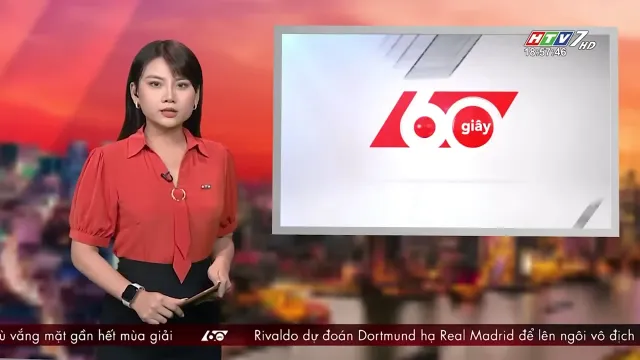 HTV7 HD
18:57:46
60 giây
ù vắng mặt gần hết mùa giải 60 Rivaldo dự đoán Dortmund hạ Real Madrid để lên ngôi vô địch